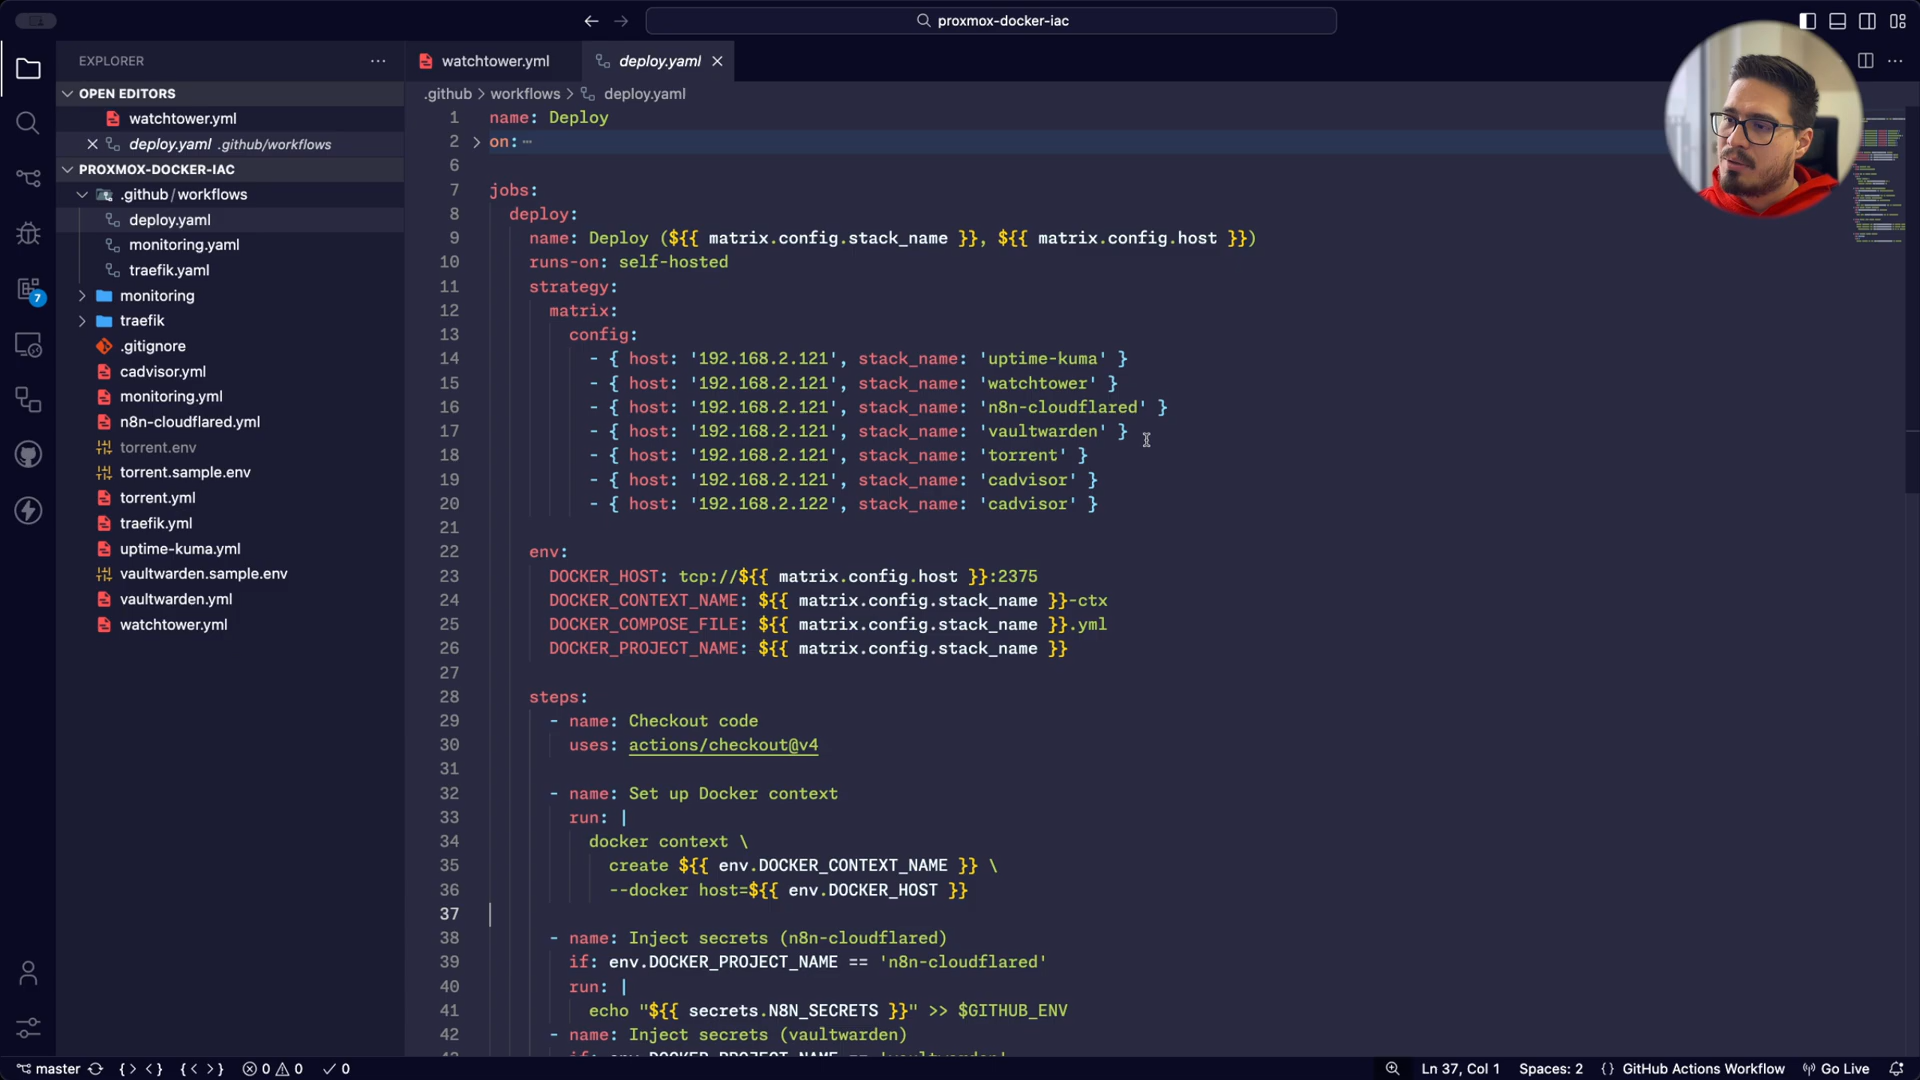 proxmox-docker-iac
EXPLORER
OPEN EDITORS
watchtower.yml
deploy.yaml .github/workflows
PROXMOX-DOCKER-IAC
.github/workflows
deploy.yaml
monitoring.yaml
traefik.yaml
monitoring
traefik
.gitignore
cadvisor.yml
monitoring.yml
n8n-cloudflared.yml
torrent.env
torrent.sample.env
torrent.yml
traefik.yml
uptime-kuma.yml
vaultwarden.sample.env
vaultwarden.yml
watchtower.yml
7
watchtower.yml
deploy.yaml
.github > workflows > deploy.yaml
1 name: Deploy
2 on: ⋯
6
7 jobs:
8 deploy:
9 name: Deploy (${{ matrix.config.stack_name }}, ${{ matrix.config.host }})
10 runs-on: self-hosted
11 strategy:
12 matrix:
13 config:
14 - { host: '192.168.2.121', stack_name: 'uptime-kuma' }
15 - { host: '192.168.2.121', stack_name: 'watchtower' }
16 - { host: '192.168.2.121', stack_name: 'n8n-cloudflared' }
17 - { host: '192.168.2.121', stack_name: 'vaultwarden' }
18 - { host: '192.168.2.121', stack_name: 'torrent' }
19 - { host: '192.168.2.121', stack_name: 'cadvisor' }
20 - { host: '192.168.2.122', stack_name: 'cadvisor' }
21
22 env:
23 DOCKER_HOST: tcp://${{ matrix.config.host }}:2375
24 DOCKER_CONTEXT_NAME: ${{ matrix.config.stack_name }}-ctx
25 DOCKER_COMPOSE_FILE: ${{ matrix.config.stack_name }}.yml
26 DOCKER_PROJECT_NAME: ${{ matrix.config.stack_name }}
27
28 steps:
29 - name: Checkout code
30 uses: actions/checkout@v4
31
32 - name: Set up Docker context
33 run: |
34 docker context \
35 create ${{ env.DOCKER_CONTEXT_NAME }} \
36 --docker host=${{ env.DOCKER_HOST }}
37
38 - name: Inject secrets (n8n-cloudflared)
39 if: env.DOCKER_PROJECT_NAME == 'n8n-cloudflared'
40 run: |
41 echo "${{ secrets.N8N_SECRETS }}" >> $GITHUB_ENV
42 - name: Inject secrets (vaultwarden)
master 0 0 0 Ln 37, Col 1 Spaces: 2 {} GitHub Actions Workflow Go Live